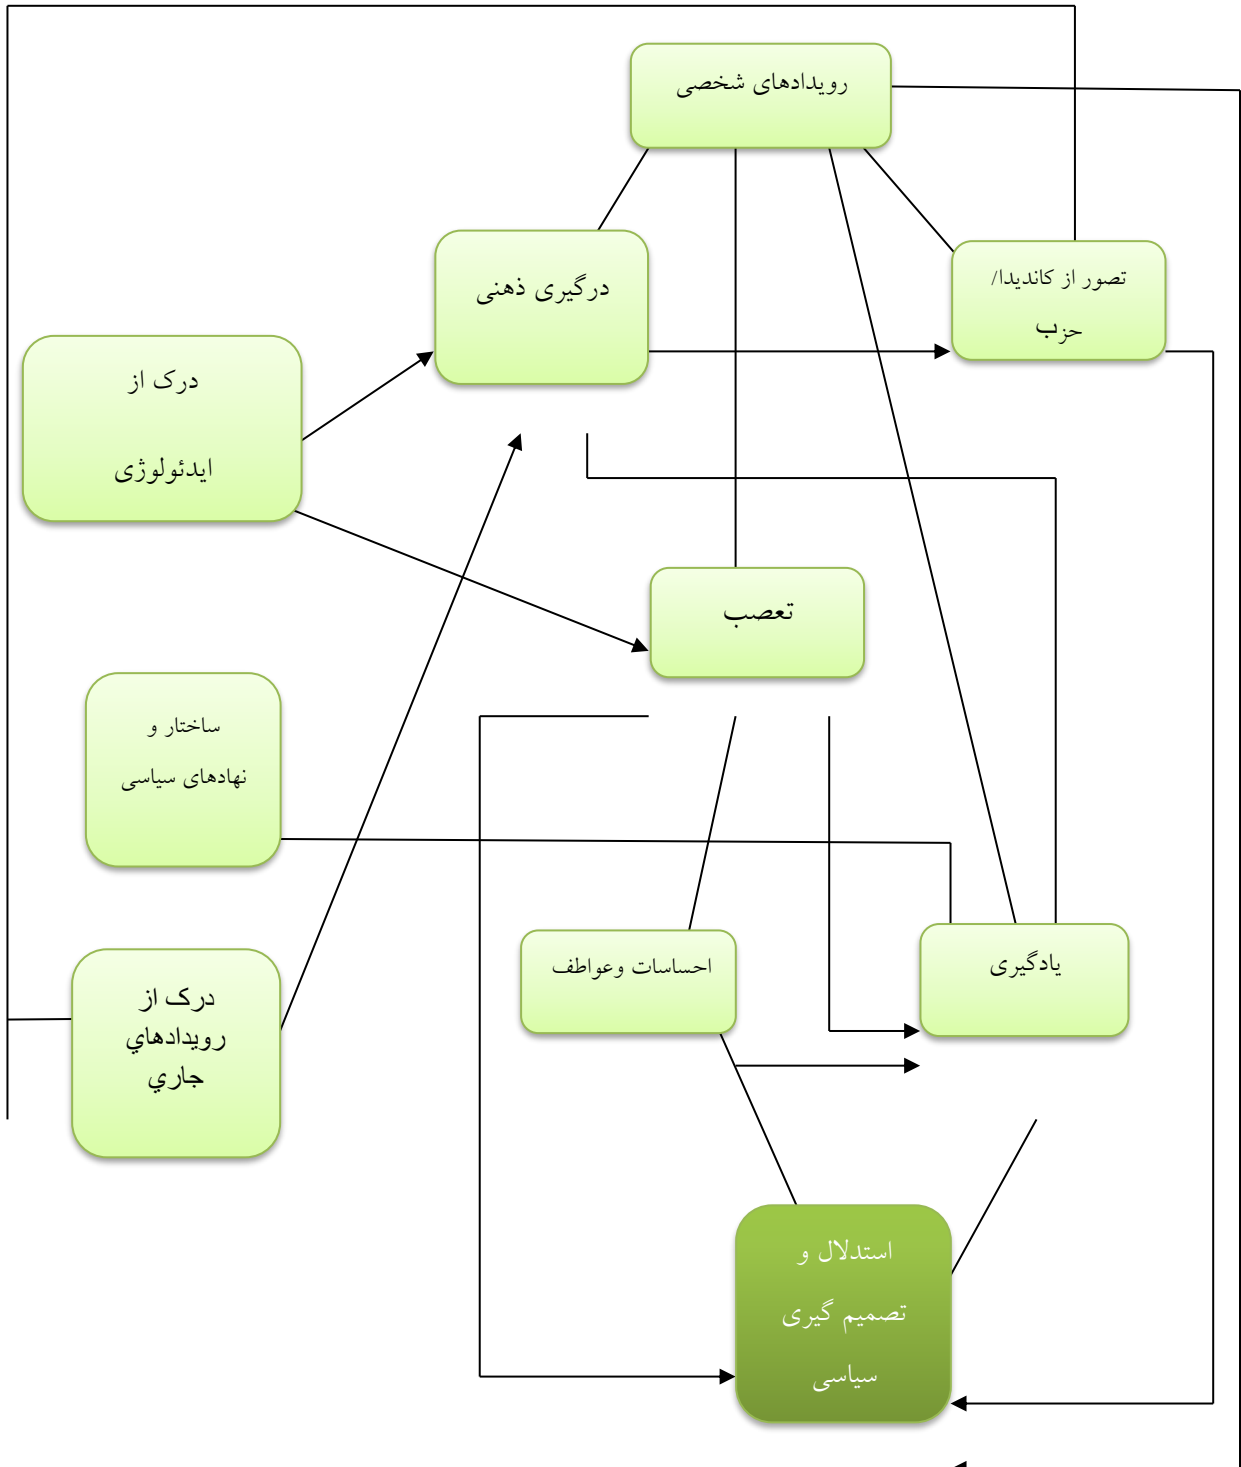 رویدادهای شخصی
درگیری ذهنی
تصور از کاندیدا/
حزب
درک از
ایدئولوژی
تعصب
ساختار و
نهادهای سیاسی
احساسات وعواطف
یادگیری
درک از
رويدادهاي
جاري
استدلال و
تصمیم گیری
سیاسی